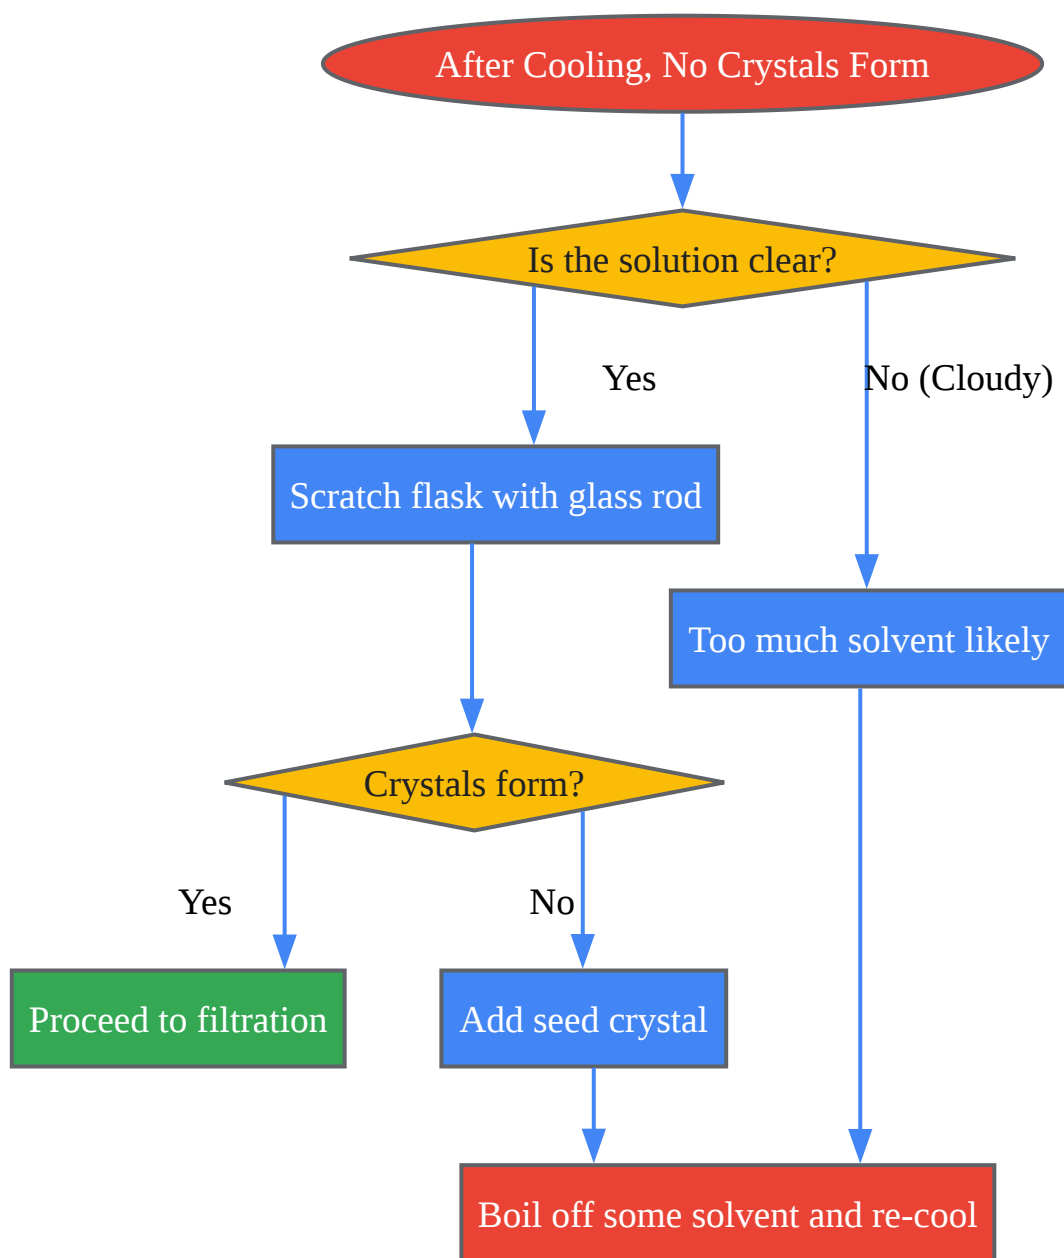 After Cooling, No Crystals Form
Is the solution clear?
Yes
No (Cloudy)
Scratch flask with glass rod
Too much solvent likely
Crystals form?
Yes
No
Proceed to filtration
Add seed crystal
Boil off some solvent and re-cool